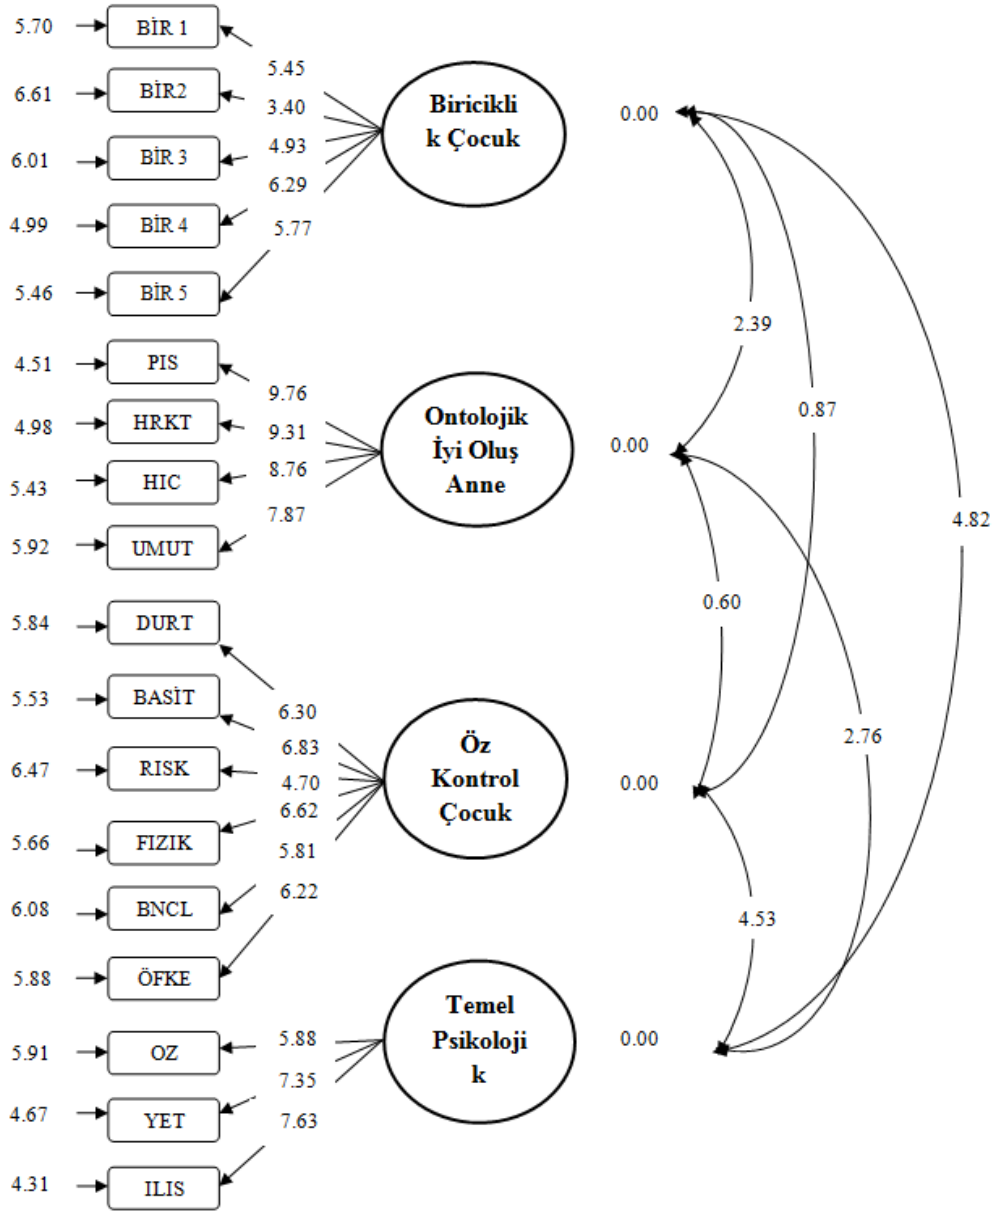 5.70 BİR 1
5.45
6.61 BİR2
3.40
6.01 BİR 3
4.93
4.99 BİR 4
6.29
5.46 BİR 5
5.77
Biricikli
k Çocuk
0.00
4.51 PIS
9.76
4.98 HRKT
9.31
5.43 HIC
8.76
5.92 UMUT
7.87
Ontolojik
İyi Oluş
Anne
0.00
5.84 DURT
6.30
5.53 BASİT
6.83
6.47 RISK
4.70
5.66 FIZIK
6.62
6.08 BNCL
5.81
5.88 ÖFKE
6.22
Öz
Kontrol
Çocuk
0.00
5.91 OZ
5.88
4.67 YET
7.35
4.31 ILIS
7.63
Temel
Psikoloji
k
0.00
2.39
0.87
4.82
0.60
2.76
4.53